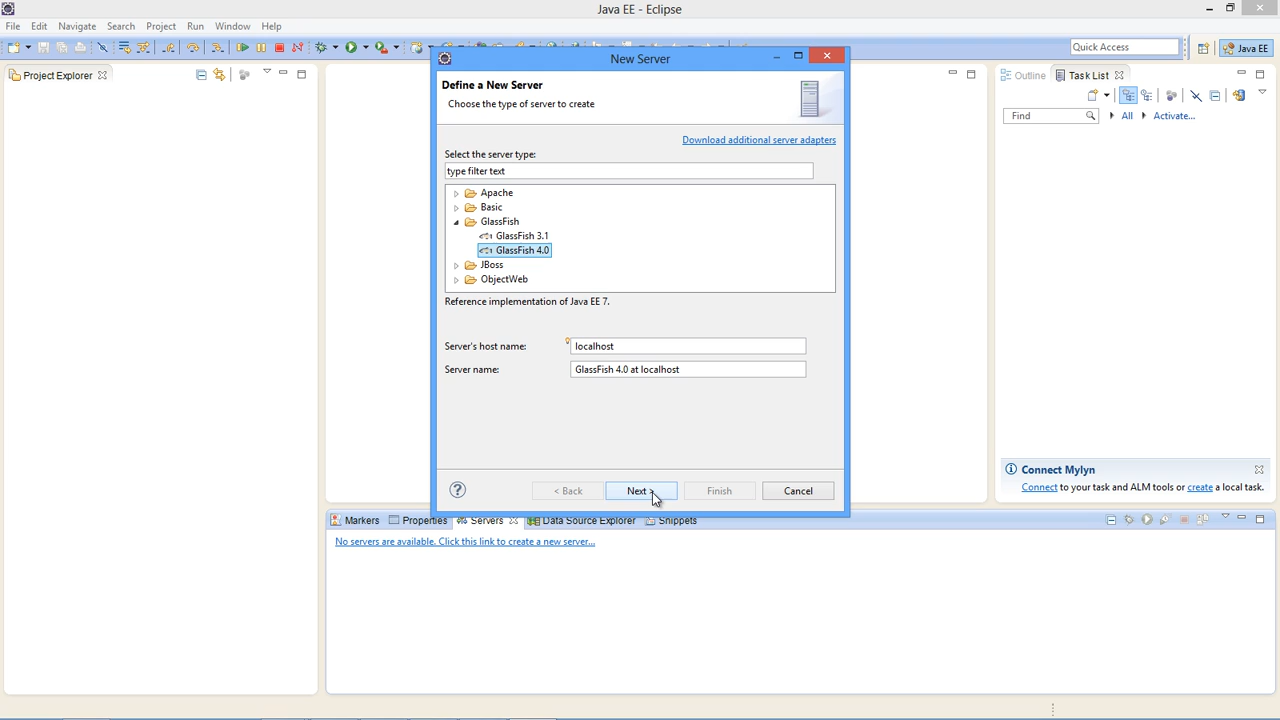 Java EE - Eclipse
File Edit Navigate Search Project Run Window Help
Quick Access
Java EE
Project Explorer
New Server
Define a New Server
Choose the type of server to create
Download additional server adapters
Select the server type:
type filter text
Apache
Basic
GlassFish
GlassFish 3.1
GlassFish 4.0
JBoss
ObjectWeb
Reference implementation of Java EE 7.
Server's host name: localhost
Server name: GlassFish 4.0 at localhost
< Back Next > Finish Cancel
Outline Task List
Find All Activate...
Connect Mylyn
Connect to your task and ALM tools or create a local task.
Markers Properties Servers Data Source Explorer Snippets
No servers are available. Click this link to create a new server...